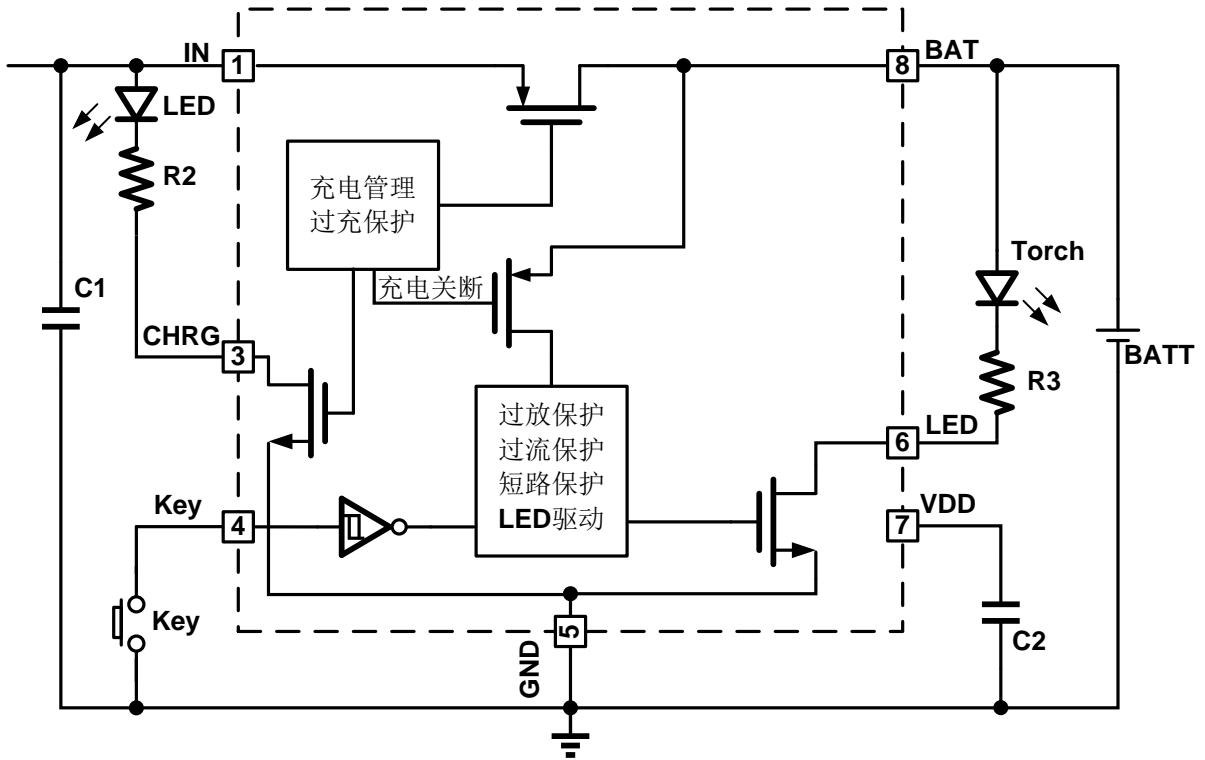 IN
1
8
BAT
LED
R2
充电管理
过充保护
Torch
充电关断
C1
CHRG
3
BATT
R3
过放保护
过流保护
短路保护
LED驱动
6
LED
Key
4
7
VDD
Key
5
GND
C2